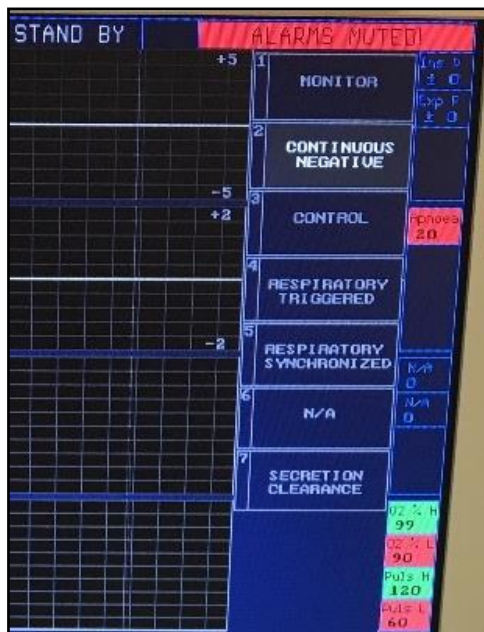 STAND BY
ALARMS MUTED!
+5
1
MONITOR
Ins P
± 0
Exp P
± 0
2
CONTINUOUS
NEGATIVE
-5
+2
3
CONTROL
Apnoea
20
4
RESPIRATORY
TRIGGERED
-2
5
RESPIRATORY
SYNCHRONIZED
N/A
0
6
N/A
N/A
0
7
SECRETION
CLEARANCE
O2 % H
99
O2 % L
90
Puls H
120
Puls L
60